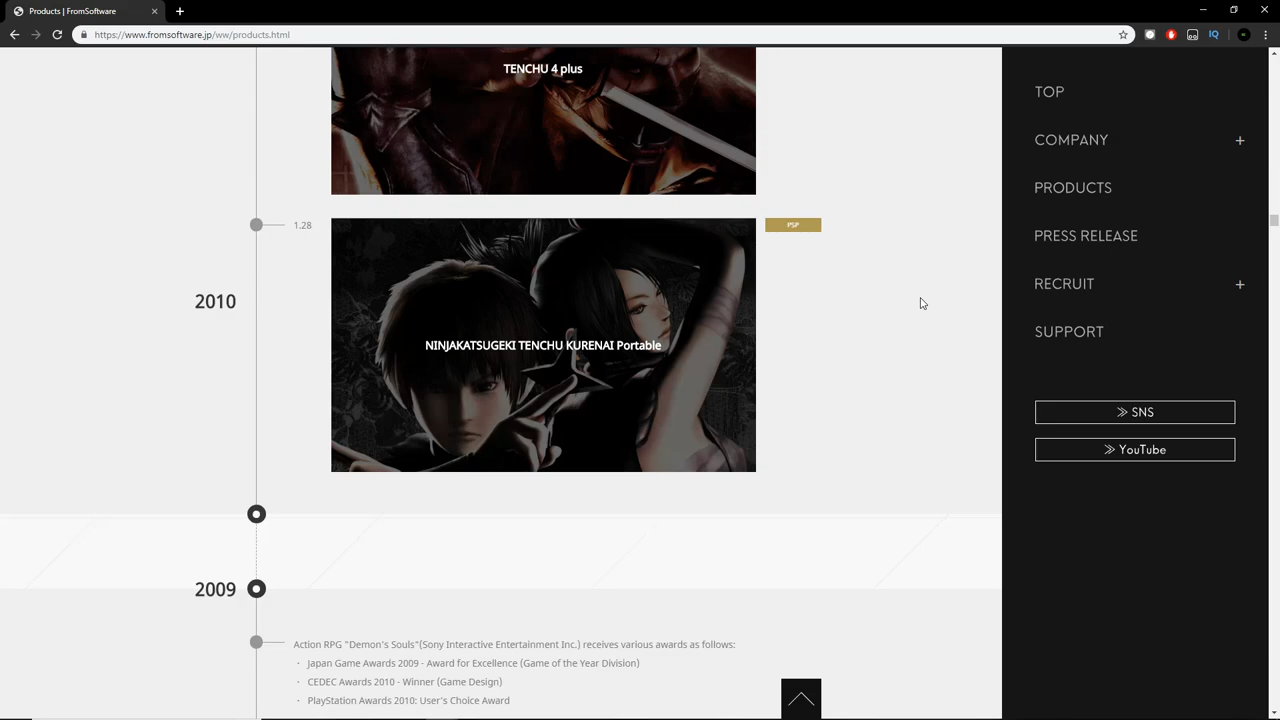 Products | FromSoftware
https://www.fromsoftware.jp/ww/products.html
IQ
TENCHU 4 plus
1.28
PSP
2010
NINJAKATSUGEKI TENCHU KURENAI Portable
2009
Action RPG "Demon's Souls"(Sony Interactive Entertainment Inc.) receives various awards as follows:
・ Japan Game Awards 2009 - Award for Excellence (Game of the Year Division)
・ CEDEC Awards 2010 - Winner (Game Design)
・ PlayStation Awards 2010: User's Choice Award
TOP
COMPANY +
PRODUCTS
PRESS RELEASE
RECRUIT +
SUPPORT
≫ SNS
≫ YouTube